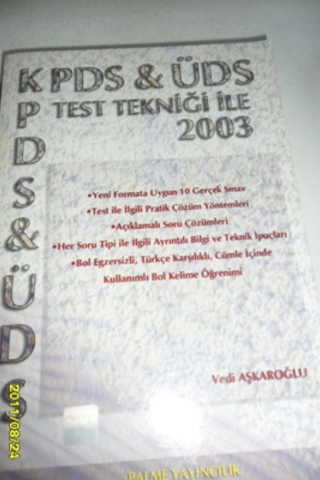 KPDS & ÜDS
TEST TEKNİĞİ İLE
2003
KPDS&ÜDS
•Yeni Formata Uygun 10 Gerçek Sınav
•Test ile İlgili Pratik Çözüm Yöntemleri
•Açıklamalı Soru Çözümleri
•Her Soru Tipi ile İlgili Ayrıntılı Bilgi ve Teknik İpuçları
•Bol Egzersizli, Türkçe Karşılıklı, Cümle İçinde
Kullanımlı Bol Kelime Öğrenimi
Vedi AŞKAROĞLU
PALME YAYINCILIK
2011/08/24